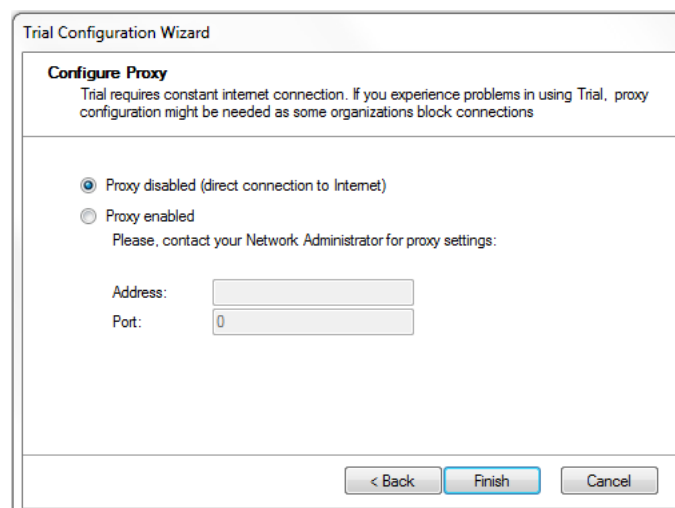 Trial Configuration Wizard
Configure Proxy
Trial requires constant internet connection. If you experience problems in using Trial, proxy
configuration might be needed as some organizations block connections
Proxy disabled (direct connection to Internet)
Proxy enabled
Please, contact your Network Administrator for proxy settings:
Address:
Port: 0
< Back Finish Cancel